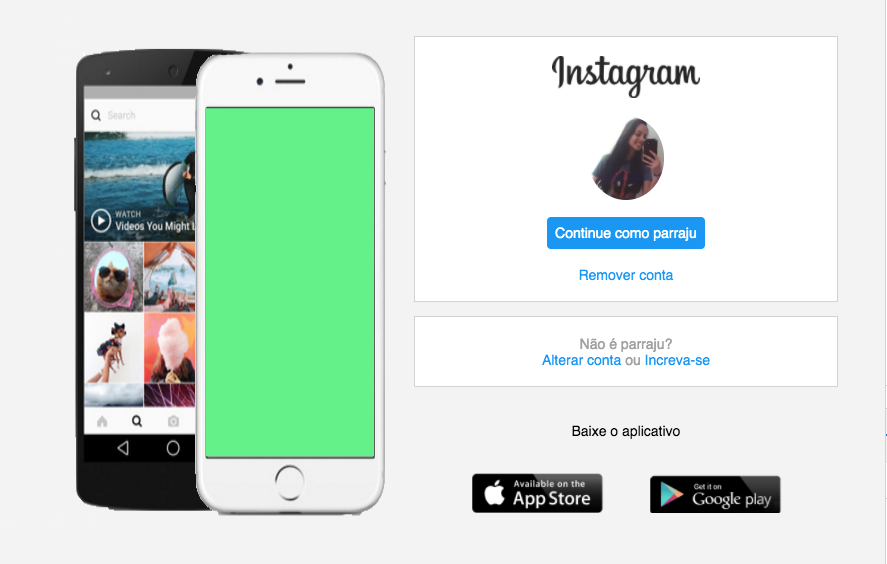 Search
WATCH
Videos You Might L
Instagram
Continue como parraju
Remover conta
Não é parraju?
Alterar conta ou Increva-se
Baixe o aplicativo
Available on the
App Store
Get it on
Google play